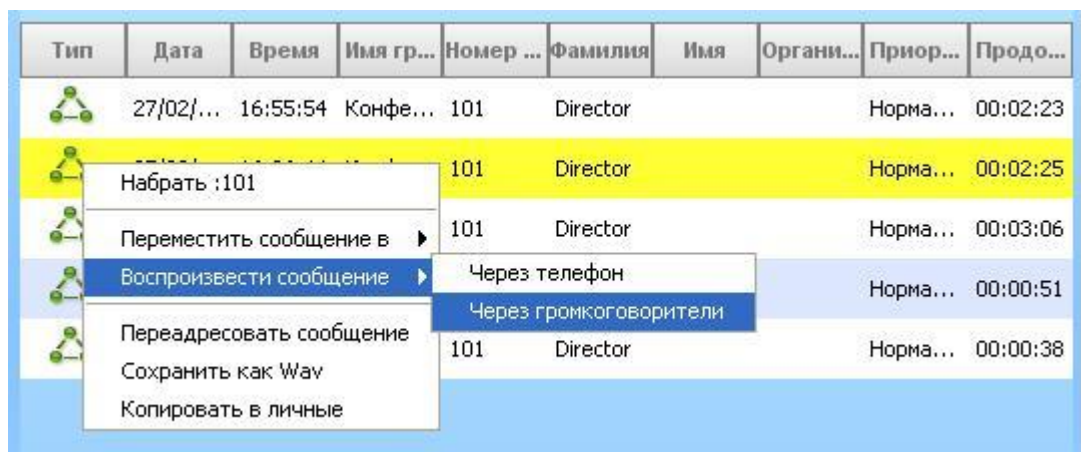 Тип Дата Время Имя гр... Номер ... Фамилия Имя Органи... Приор... Продо...
27/02/... 16:55:54 Конфе... 101 Director Норма... 00:02:23
101 Director Норма... 00:02:25
Набрать :101
Переместить сообщение в 101 Director Норма... 00:03:06
Воспроизвести сообщение Через телефон
Через громкоговорители Норма... 00:00:51
Переадресовать сообщение 101 Director Норма... 00:00:38
Сохранить как Wav
Копировать в личные